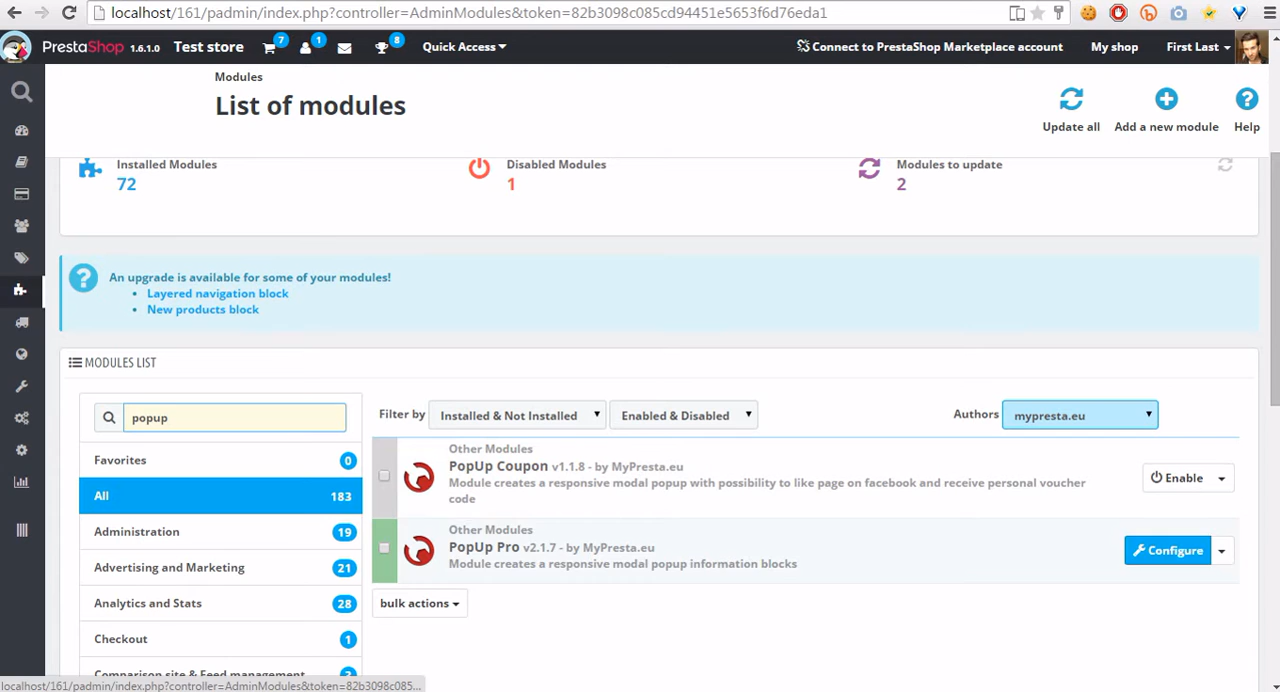 localhost/161/padmin/index.php?controller=AdminModules&token=82b3098c085cd94451e5653f6d76eda1
PrestaShop 1.6.1.0 Test store 7 1 8 Quick Access Connect to PrestaShop Marketplace account My shop First Last
Modules
List of modules
Update all Add a new module Help
Installed Modules
72
Disabled Modules
1
Modules to update
2
An upgrade is available for some of your modules!
• Layered navigation block
• New products block
MODULES LIST
popup
Favorites 0
All 183
Administration 19
Advertising and Marketing 21
Analytics and Stats 28
Checkout 1
Comparison site & Feed management 2
Filter by Installed & Not Installed Enabled & Disabled Authors mypresta.eu
Other Modules
PopUp Coupon v1.1.8 - by MyPresta.eu
Module creates a responsive modal popup with possibility to like page on facebook and receive personal voucher
code
Enable
Other Modules
PopUp Pro v2.1.7 - by MyPresta.eu
Module creates a responsive modal popup information blocks
Configure
bulk actions
localhost/161/padmin/index.php?controller=AdminModules&token=82b3098c085...